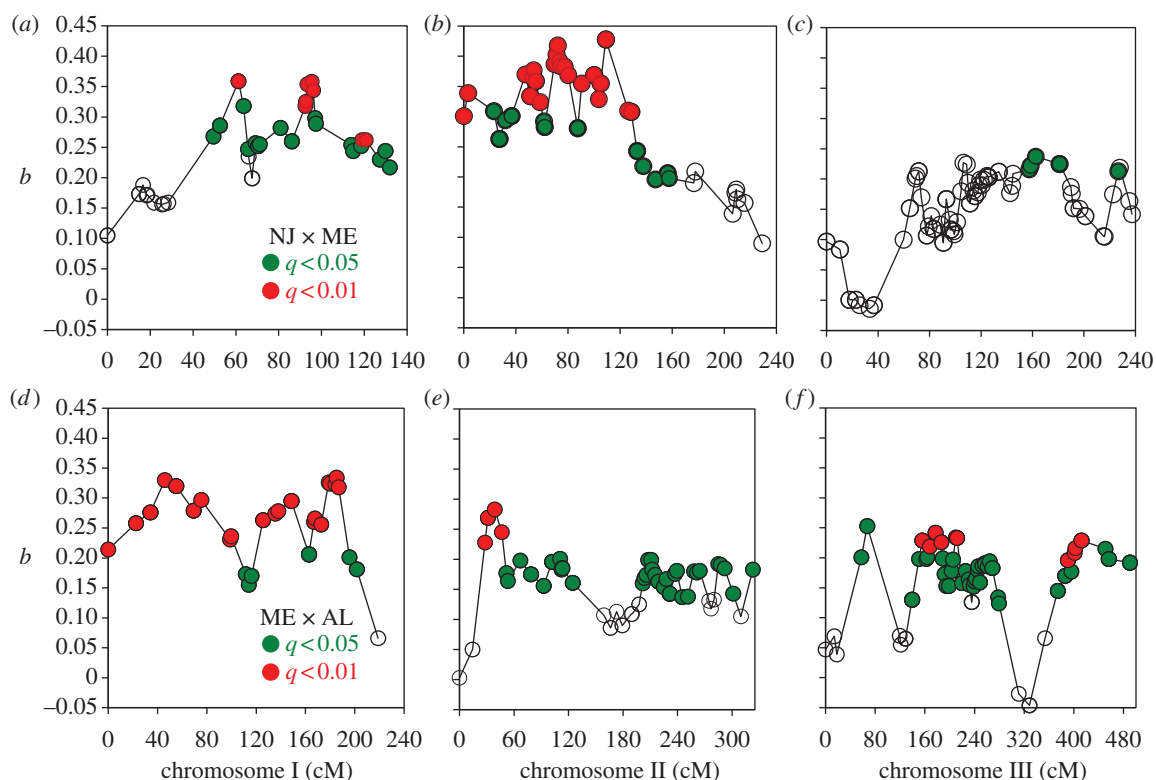 (a) (b) (c)
0.45
0.40
0.35
0.30
0.25
b 0.20
0.15
0.10 NJ × ME
0.05 q < 0.05
0 q < 0.01
–0.05
0 20 40 60 80 100 120 140 0 40 80 120 160 200 240 0 40 80 120 160 200 240
(d) (e) (f)
0.45
0.40
0.35
0.30
0.25
b 0.20
0.15
0.10 ME × AL
0.05 q < 0.05
0 q < 0.01
–0.05
0 40 80 120 160 200 240 0 60 120 180 240 300 0 80 160 240 320 400 480
chromosome I (cM) chromosome II (cM) chromosome III (cM)